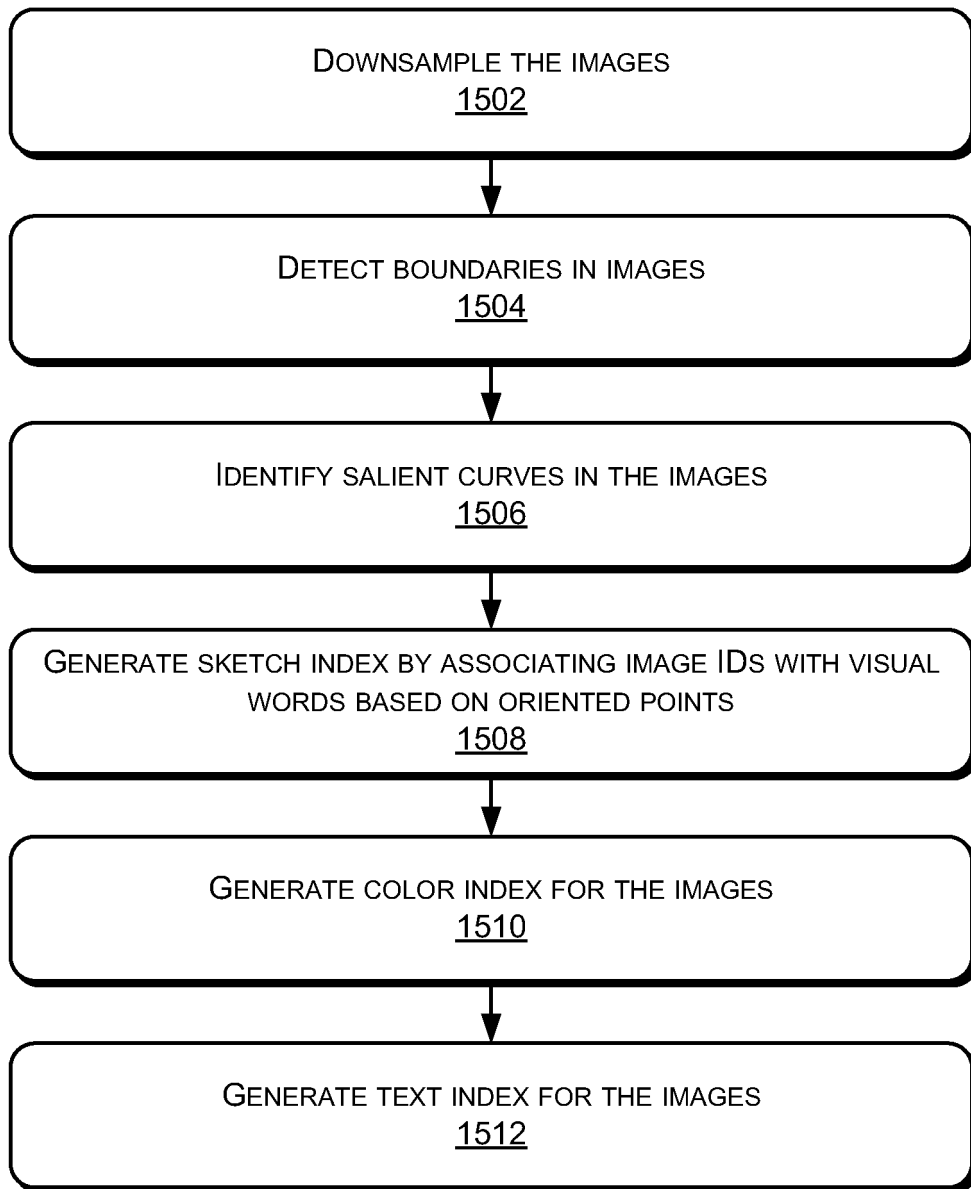 DOWNSAMPLE THE IMAGES
1502
DETECT BOUNDARIES IN IMAGES
1504
IDENTIFY SALIENT CURVES IN THE IMAGES
1506
GENERATE SKETCH INDEX BY ASSOCIATING IMAGE IDS WITH VISUAL
WORDS BASED ON ORIENTED POINTS
1508
GENERATE COLOR INDEX FOR THE IMAGES
1510
GENERATE TEXT INDEX FOR THE IMAGES
1512